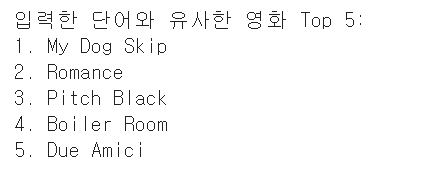 입력한 단어와 유사한 영화 Top 5:
1. My Dog Skip
2. Romance
3. Pitch Black
4. Boiler Room
5. Due Amici